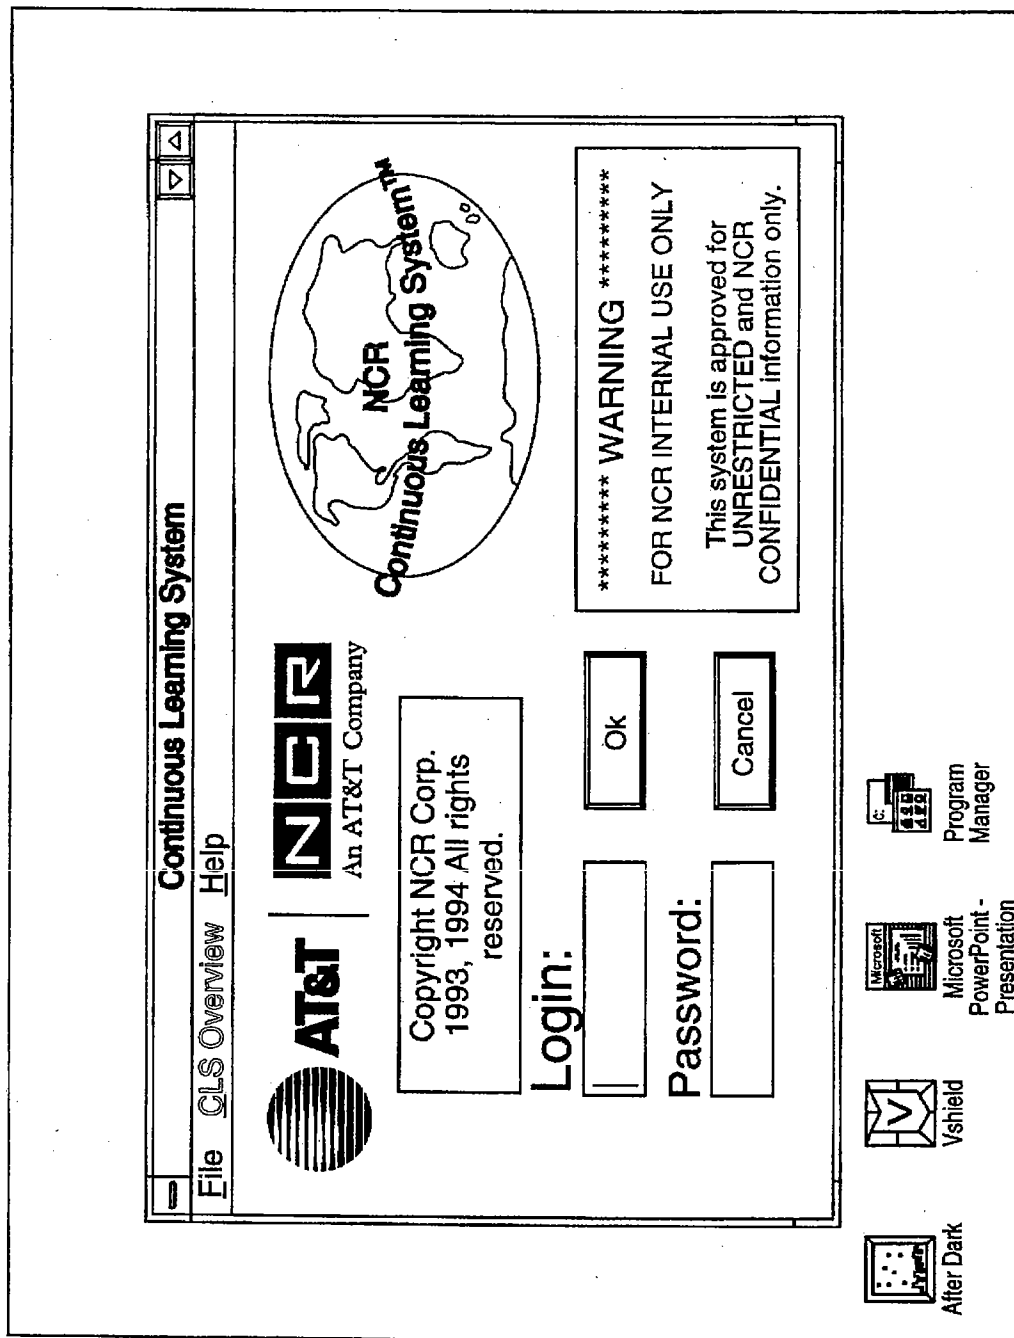 Continuous Learning System
File CLS Overview Help
AT&T
NCR
An AT&T Company
NCR
Continuous Learning System™
Copyright NCR Corp.
1993, 1994 All rights
reserved.
Login:
Ok
Password:
Cancel
********* WARNING *********
FOR NCR INTERNAL USE ONLY
This system is approved for
UNRESTRICTED and NCR
CONFIDENTIAL information only.
After Dark
V
Vshield
Microsoft
Microsoft
PowerPoint -
Presentation
c:
Program
Manager